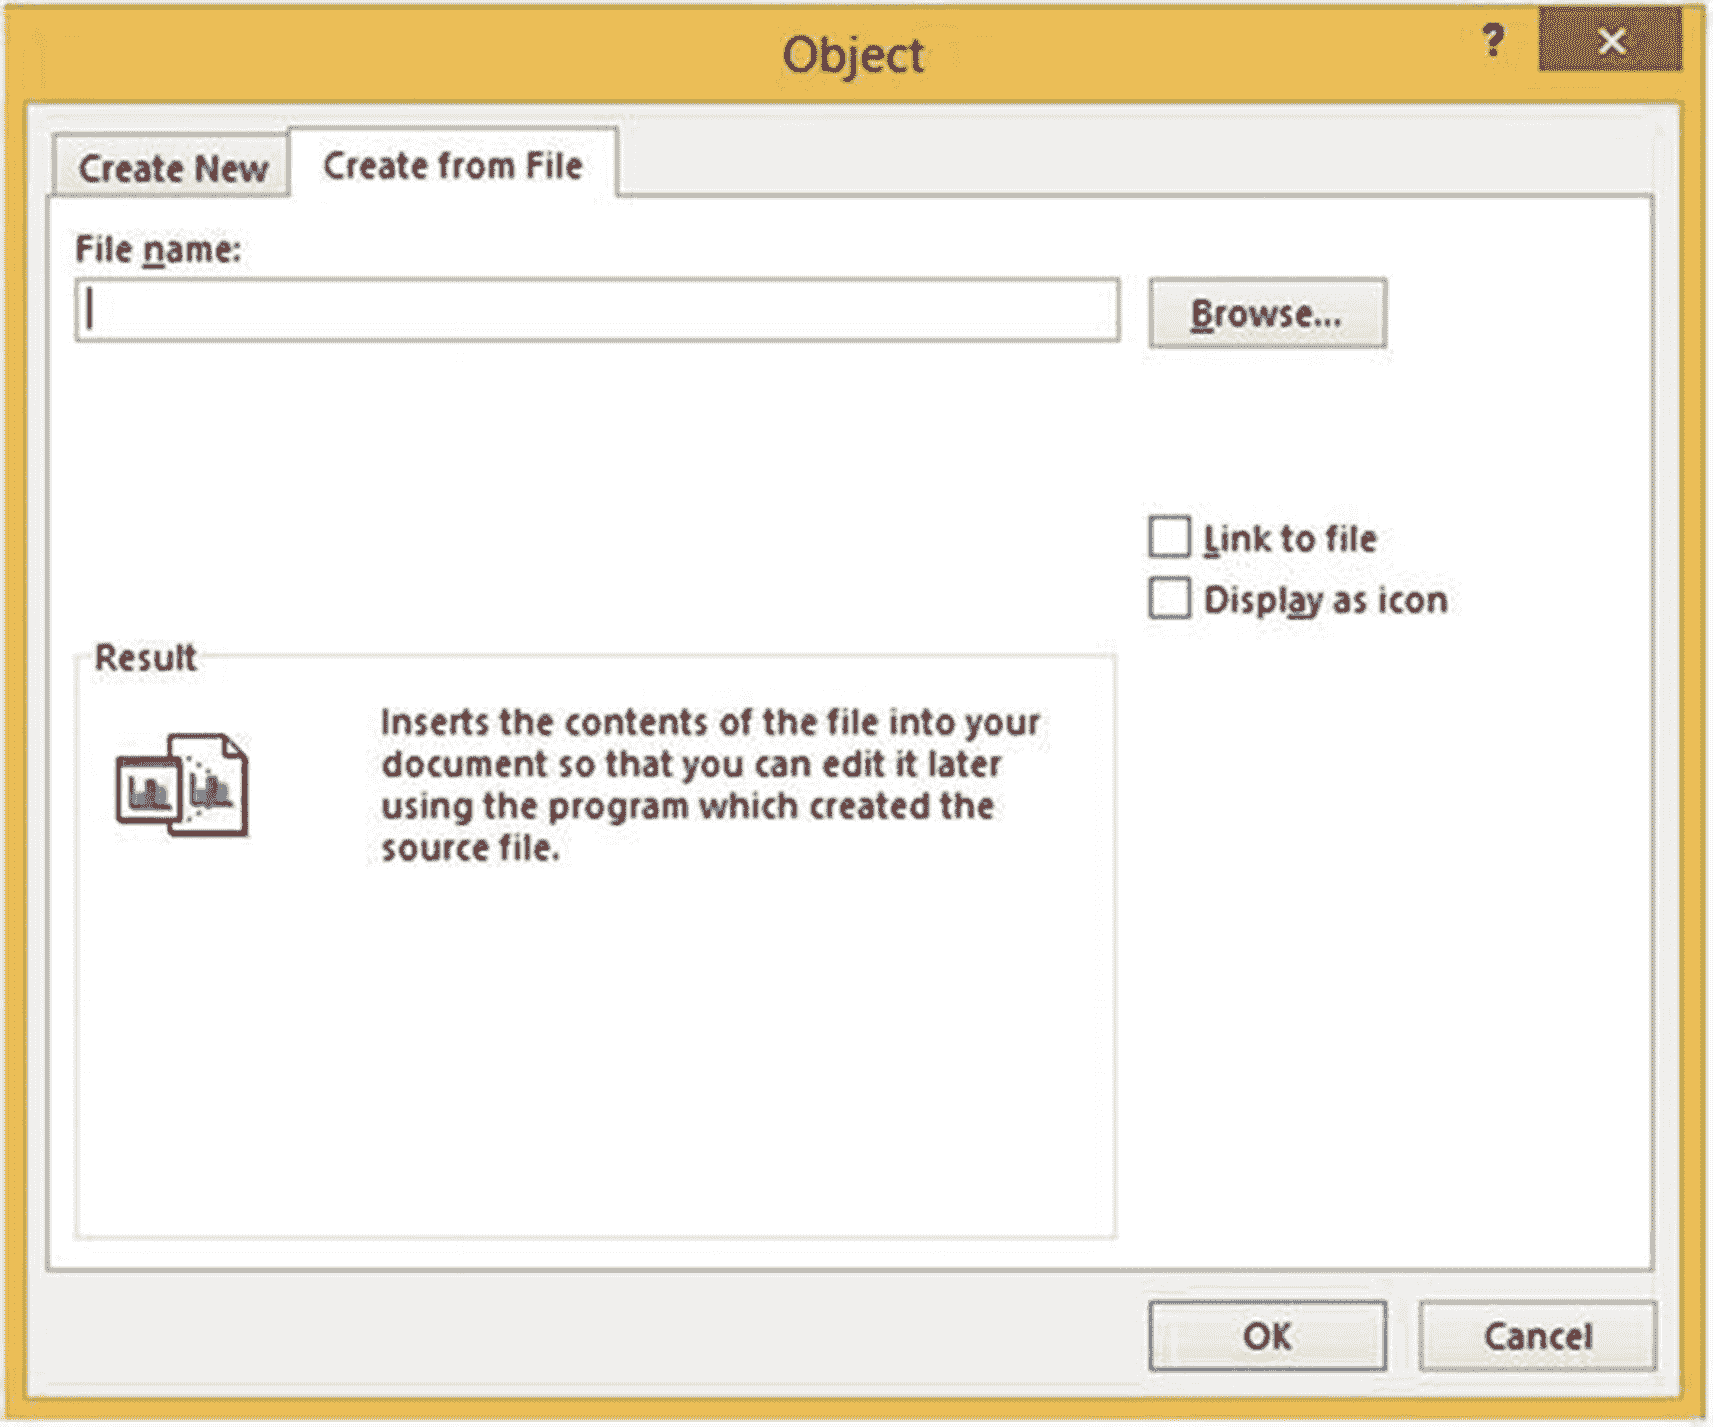 Object
?
Create New
Create from File
File name:
Browse...
Link to file
Display as icon
Result
Inserts the contents of the file into your
document so that you can edit it later
using the program which created the
source file.
OK
Cancel